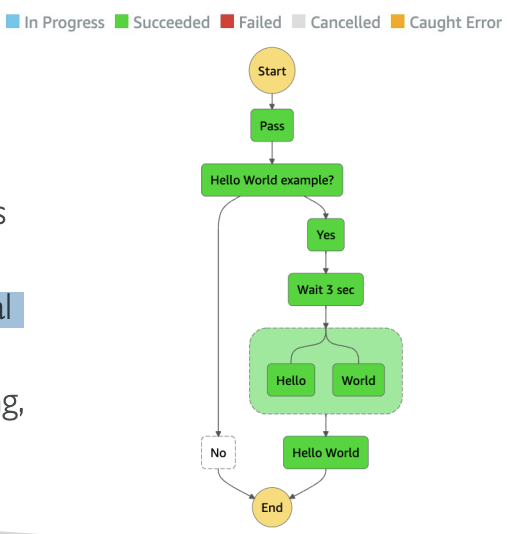 In Progress Succeeded Failed Cancelled Caught Error
Start
Pass
Hello World example?
Yes
Wait 3 sec
Hello World
No Hello World
End